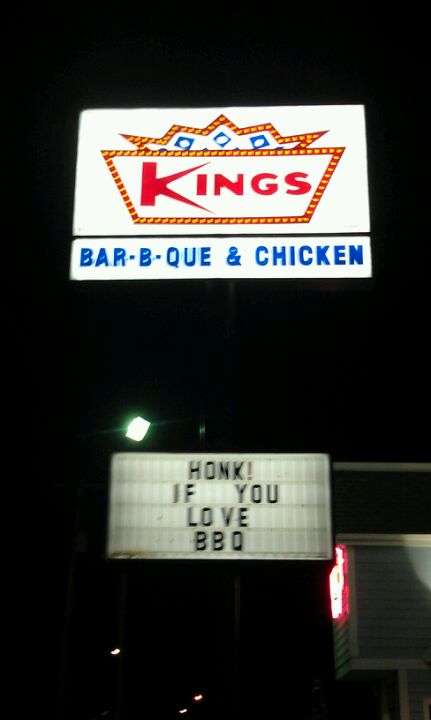 KINGS
BAR-B-QUE & CHICKEN
HONK!
IF YOU
LOVE
BBQ